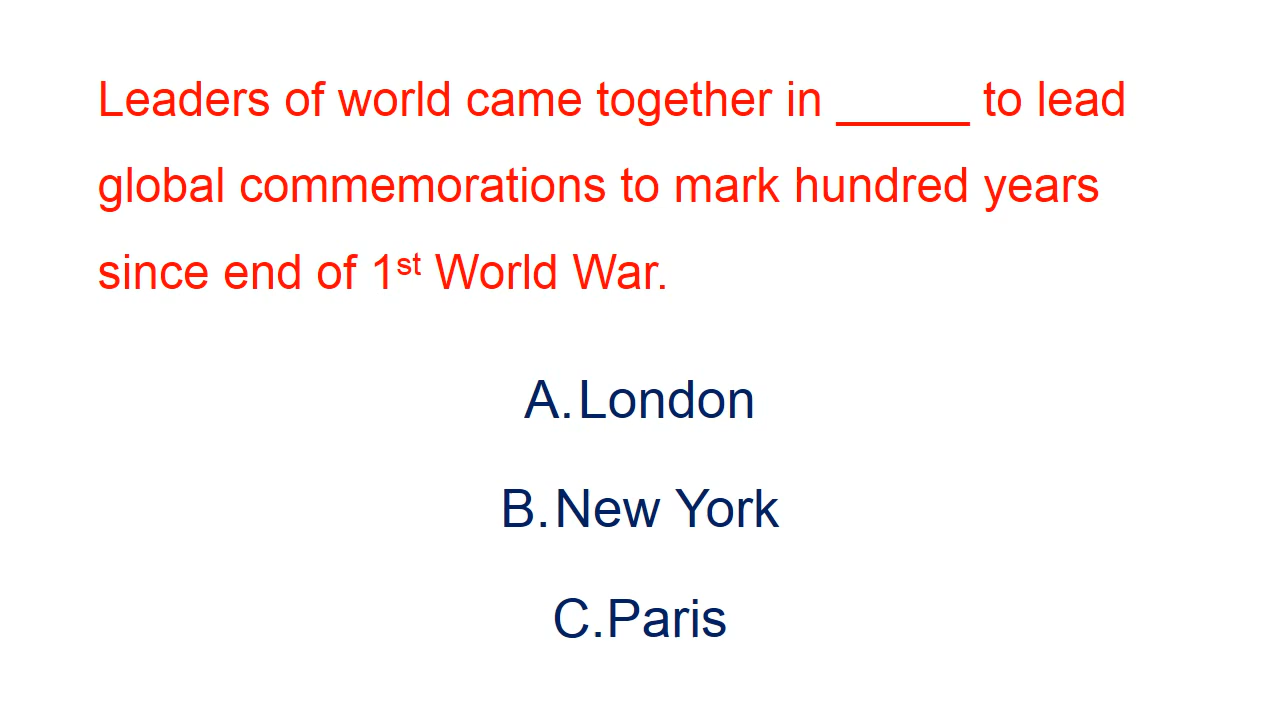 Leaders of world came together in _____ to lead
global commemorations to mark hundred years
since end of 1st World War.
A.London
B.New York
C.Paris